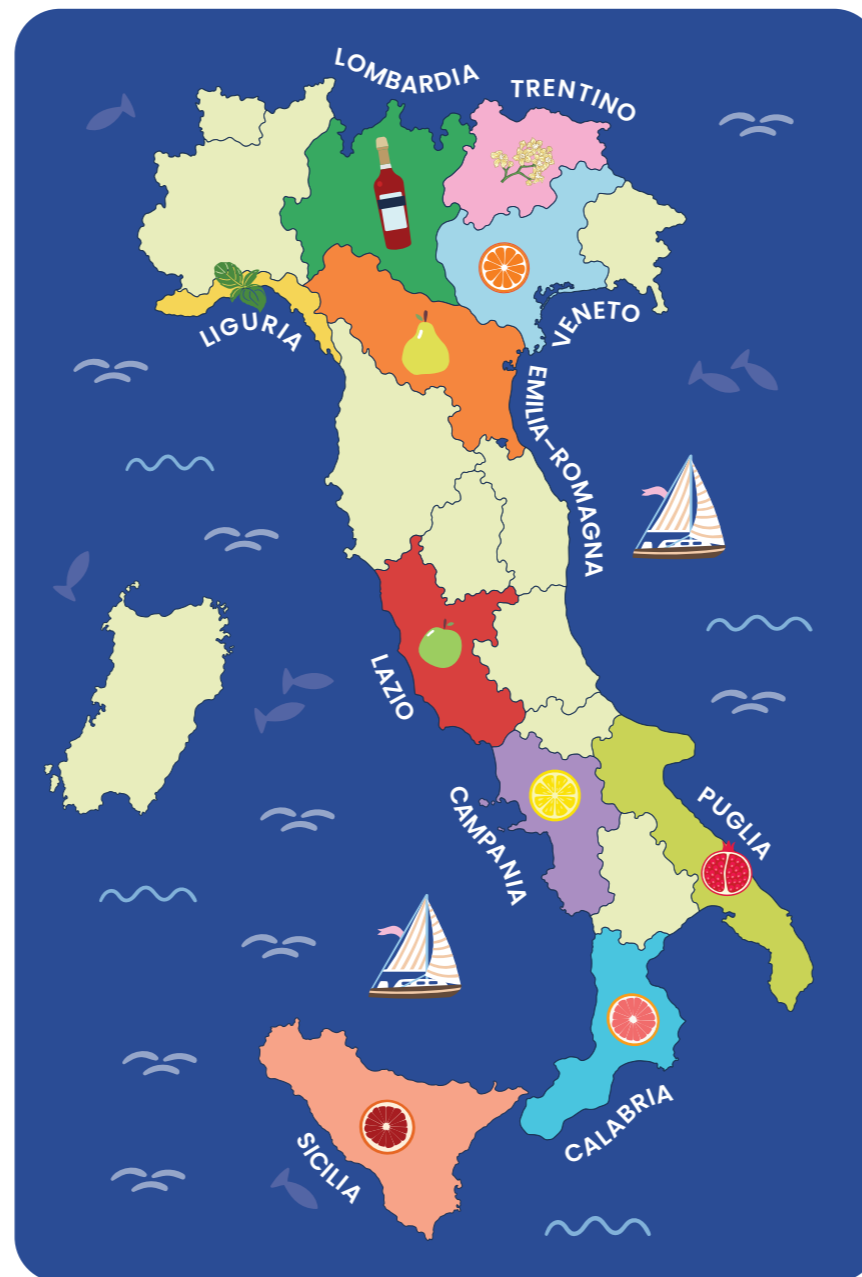 LOMBARDIA
TRENTINO
LIGURIA
VENETO
EMILIA–ROMAGNA
LAZIO
CAMPANIA
PUGLIA
CALABRIA
SICILIA